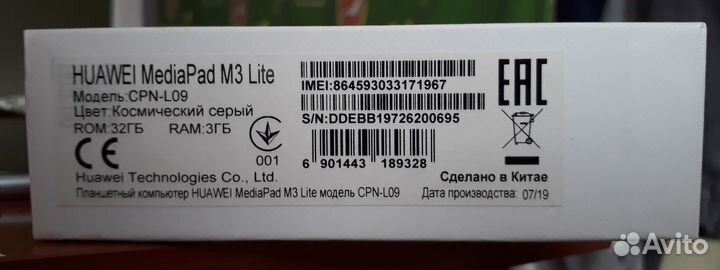 HUAWEI MediaPad M3 Lite
Модель:CPN-L09
Цвет:Космический серый
ROM:32ГБ RAM:3ГБ
CE
001
Huawei Technologies Co., Ltd.
Планшетный компьютер HUAWEI MediaPad M3 Lite модель CPN-L09
IMEI:864593033171967
S/N:DDEBB19726200695
6 901443 189328
EAC
Сделано в Китае
Дата производства: 07/19
Avito